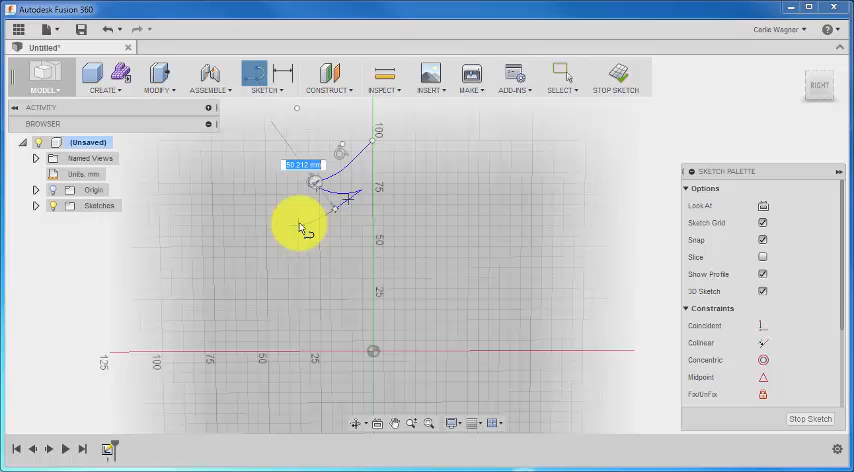 Autodesk Fusion 360
Carlie Wagner
Untitled*
MODEL
CREATE
MODIFY
ASSEMBLE
SKETCH
CONSTRUCT
INSPECT
INSERT
MAKE
ADD-INS
SELECT
STOP SKETCH
RIGHT
ACTIVITY
BROWSER
(Unsaved)
Named Views
Units: mm
Origin
Sketches
50.212 mm
100
75
50
25
125
100
75
50
25
SKETCH PALETTE
Options
Look At
Sketch Grid
Snap
Slice
Show Profile
3D Sketch
Constraints
Coincident
Colinear
Concentric
Midpoint
Fix/UnFix
Stop Sketch